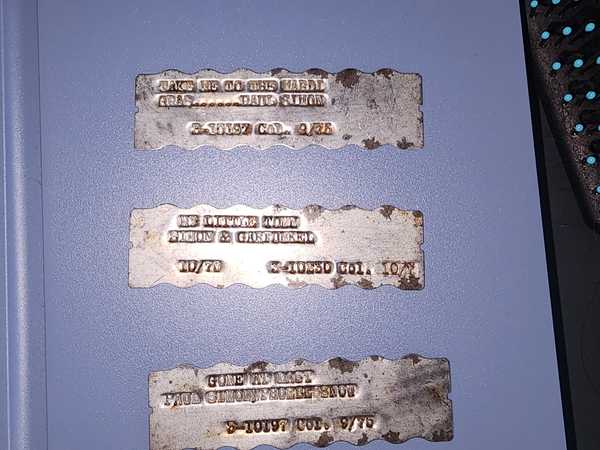 TAKE ME TO THE MARDI
GRAS......PAUL SIMON
3-10197 COL. 9/75
MY LITTLE TOWN
SIMON & GARFUNKEL
10/75 3-10230 COL. 10/7
GONE AT LAST
PAUL SIMON/PHOEBE SNOW
3-10197 COL. 9/75